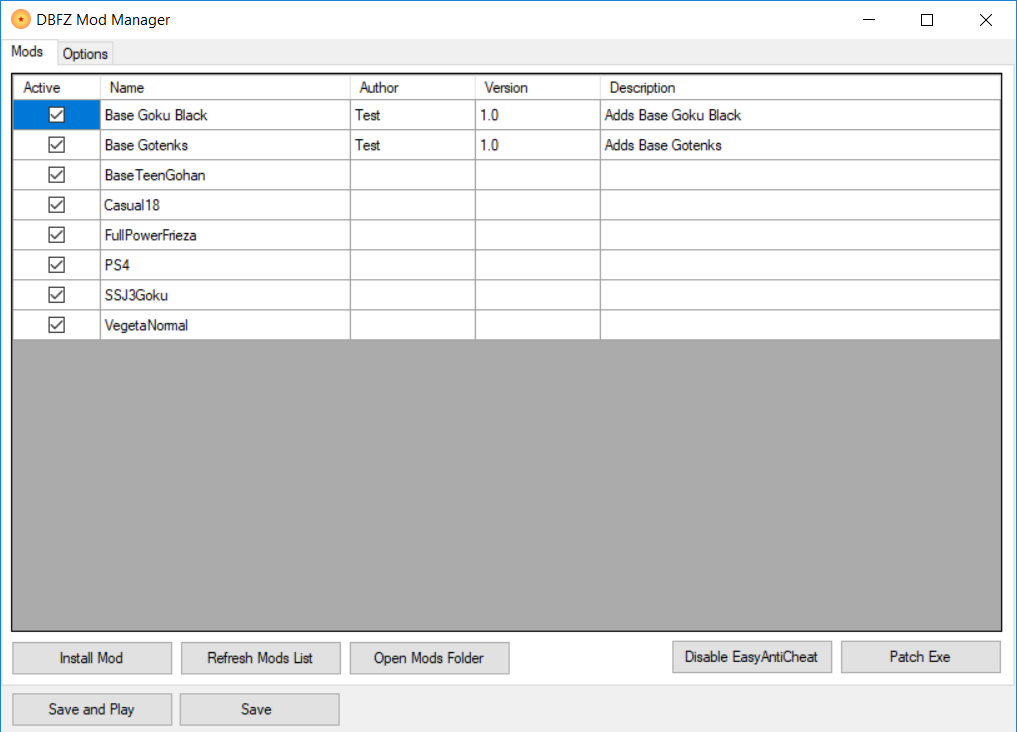 DBFZ Mod Manager
Mods Options
Active Name Author Version Description
Base Goku Black Test 1.0 Adds Base Goku Black
Base Gotenks Test 1.0 Adds Base Gotenks
BaseTeenGohan
Casual18
FullPowerFrieza
PS4
SSJ3Goku
VegetaNormal
Install Mod Refresh Mods List Open Mods Folder Disable EasyAntiCheat Patch Exe
Save and Play Save